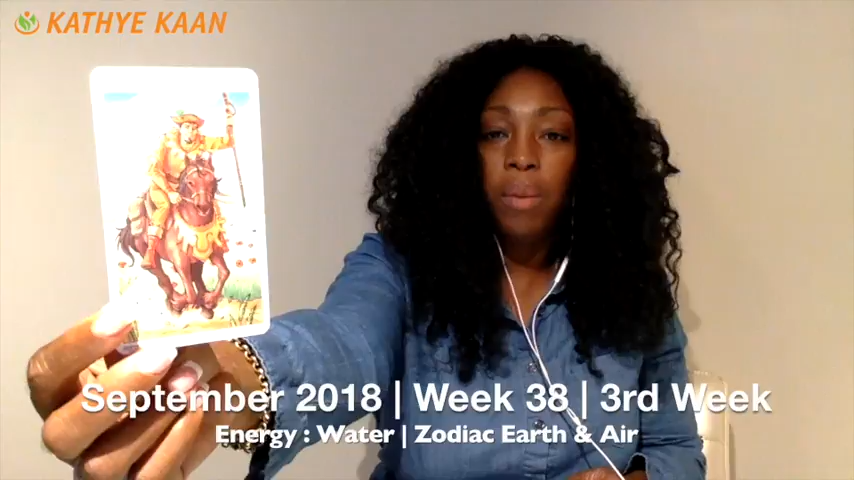 KATHYE KAAN
September 2018 | Week 38 | 3rd Week
Energy : Water | Zodiac Earth & Air